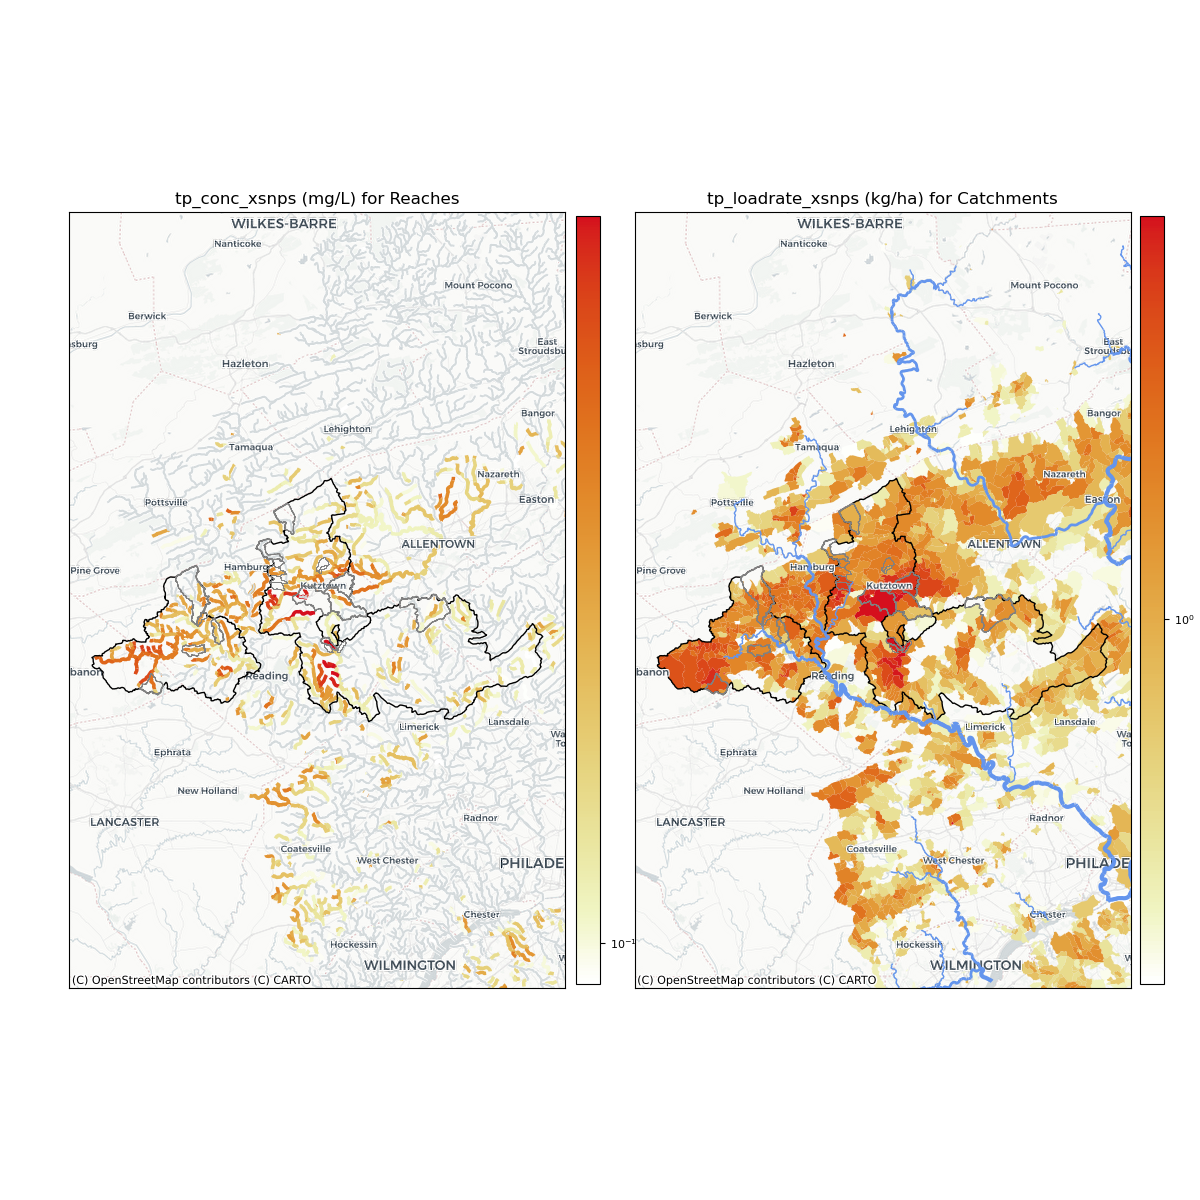 tp_conc_xsnps (mg/L) for Reaches
WILKES-BARRE
Nanticoke
Mount Pocono
Berwick
sburg
East
Stroudsbu
Hazleton
Bangor
Lehighton
Tamaqua
Nazareth
Pottsville
Easton
ALLENTOWN
Pine Grove
Hamburg
Kutztown
banon
Reading
Lansdale
Limerick
Wa
To
Ephrata
New Holland
LANCASTER
Radnor
Coatesville
West Chester
PHILADE
Chester
Hockessin
W
WILMINGTON
(C) OpenStreetMap contributors (C) CARTO
10⁻¹
tp_loadrate_xsnps (kg/ha) for Catchments
WILKES-BARRE
Nanticoke
Mount Pocono
Berwick
sburg
East
Stroudsbu
Hazleton
Bangor
Lehighton
Tamaqua
Nazareth
Pottsville
Easton
ALLENTOWN
Pine Grove
Hamburg
Kutztown
banon
Reading
Lansdale
Limerick
Wa
To
Ephrata
New Holland
LANCASTER
Radnor
Coatesville
West Chester
PHILADE
Chester
Hockessin
W
WILMINGTON
(C) OpenStreetMap contributors (C) CARTO
10⁰